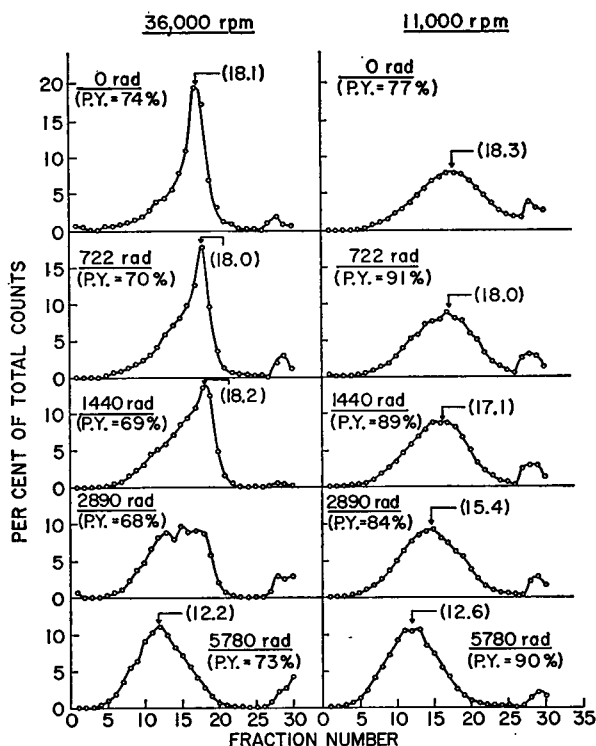 36,000 rpm
11,000 rpm
PER CENT OF TOTAL COUNTS
20
15
10
5
0
0 rad
(P.Y. = 74%)
(18.1)
0 rad
(P.Y. = 77%)
(18.3)
15
10
5
0
722 rad
(P.Y. = 70%)
(18.0)
722 rad
(P.Y. = 91%)
(18.0)
10
5
0
1440 rad
(P.Y. = 69%)
(18.2)
1440 rad
(P.Y. = 89%)
(17.1)
10
5
0
2890 rad
(P.Y. = 68%)
2890 rad
(P.Y. = 84%)
(15.4)
10
5
0
(12.2)
5780 rad
(P.Y. = 73%)
(12.6)
5780 rad
(P.Y. = 90%)
0 10 15 20 25 30 5 10 15 20 25 30 35
FRACTION NUMBER